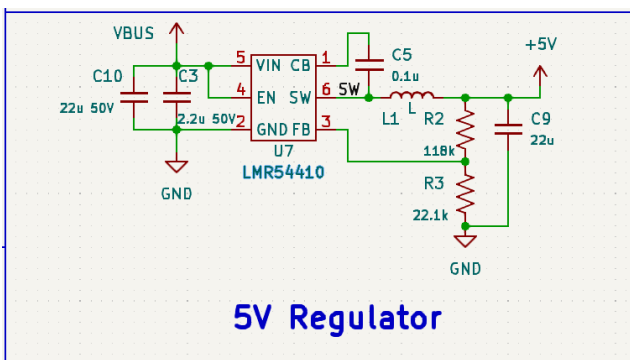 VBUS
+5V
C10
C3
22u 50V
2.2u 50V
5
VIN
CB
1
4
EN
SW
6
SW
2
GND
FB
3
U7
LMR54410
C5
0.1u
L1
L
R2
118k
C9
22u
R3
22.1k
GND
GND
5V Regulator